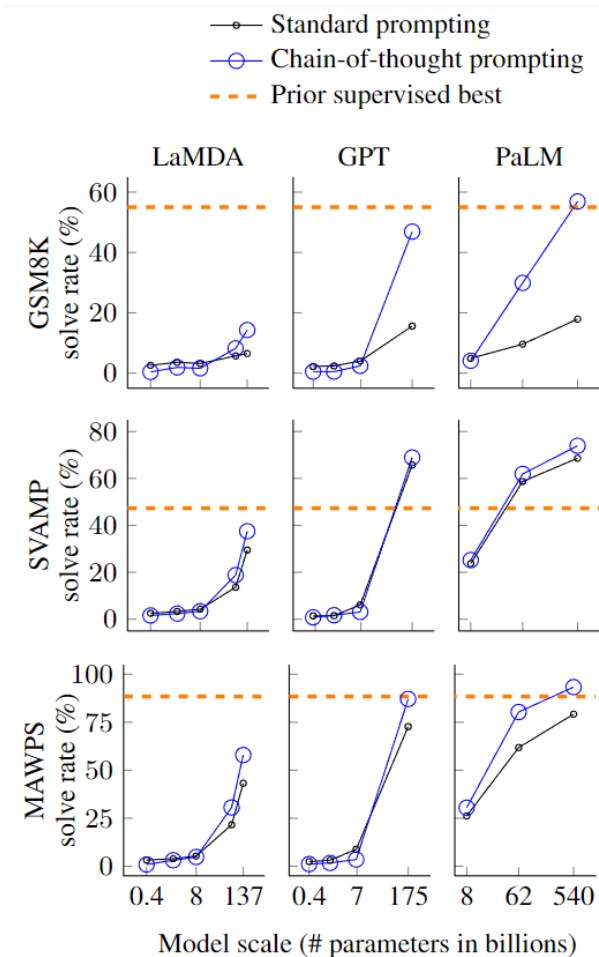 Standard prompting
Chain-of-thought prompting
Prior supervised best
LaMDA GPT PaLM
GSM8K
solve rate (%)
60
40
20
0
SVAMP
solve rate (%)
80
60
40
20
0
MAWPS
solve rate (%)
100
75
50
25
0
0.4 8 137 0.4 7 175 8 62 540
Model scale (# parameters in billions)